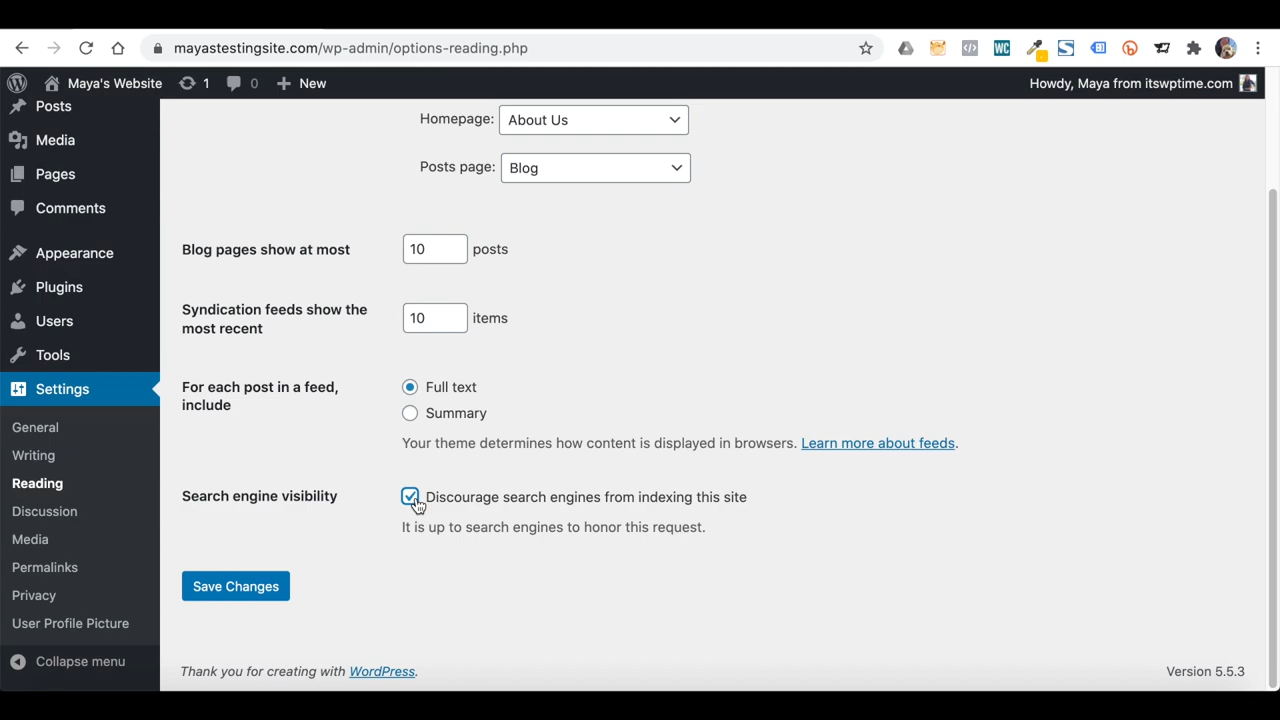 mayastestingsite.com/wp-admin/options-reading.php
WC
Maya's Website 1 0 New Howdy, Maya from itswptime.com
Posts
Media
Pages
Comments
Appearance
Plugins
Users
Tools
Settings
General
Writing
Reading
Discussion
Media
Permalinks
Privacy
User Profile Picture
Collapse menu
Homepage: About Us
Posts page: Blog
Blog pages show at most 10 posts
Syndication feeds show the
most recent
10 items
For each post in a feed,
include
Full text
Summary
Your theme determines how content is displayed in browsers. Learn more about feeds.
Search engine visibility
Discourage search engines from indexing this site
It is up to search engines to honor this request.
Save Changes
Thank you for creating with WordPress. Version 5.5.3